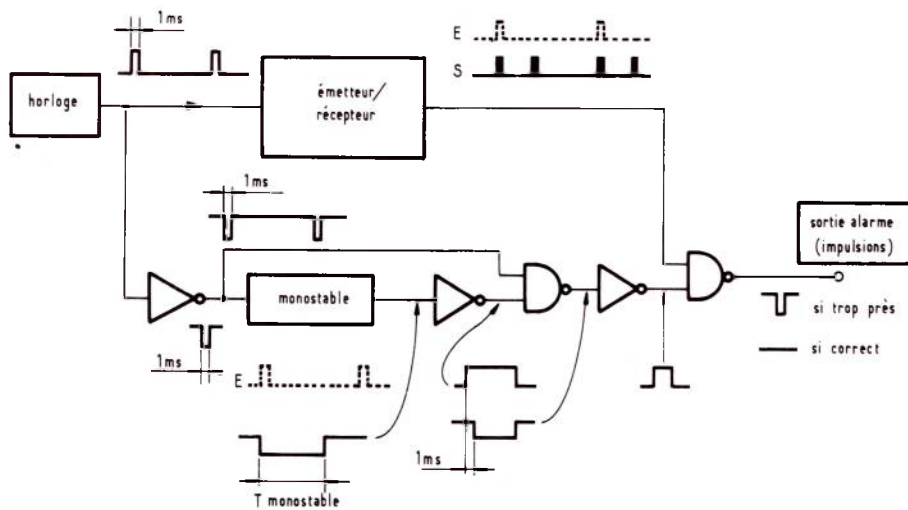 1ms
E
S
horloge
émetteur/
récepteur
1ms
sortie alarme
(impulsions)
monostable
si trop près
1ms
si correct
E
1ms
T monostable